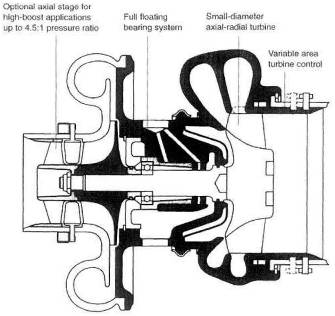 Optional axial stage for
high-boost applications
up to 4.5:1 pressure ratio
Full floating
bearing system
Small-diameter
axial-radial turbine
Variable area
turbine control